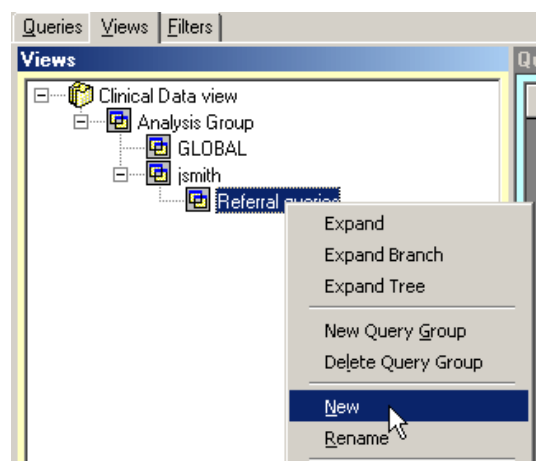 Queries Views Filters
Views
Qu
Clinical Data view
Analysis Group
GLOBAL
jsmith
Referral queries
Expand
Expand Branch
Expand Tree
New Query Group
Delete Query Group
New
Rename